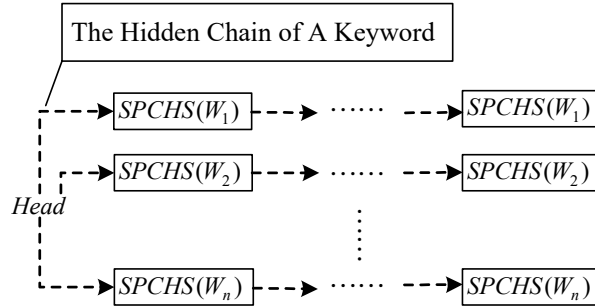 The Hidden Chain of A Keyword
SPCHS(W₁) ...... SPCHS(W₁)
SPCHS(W₂) ...... SPCHS(W₂)
Head
SPCHS(Wₙ) ...... SPCHS(Wₙ)